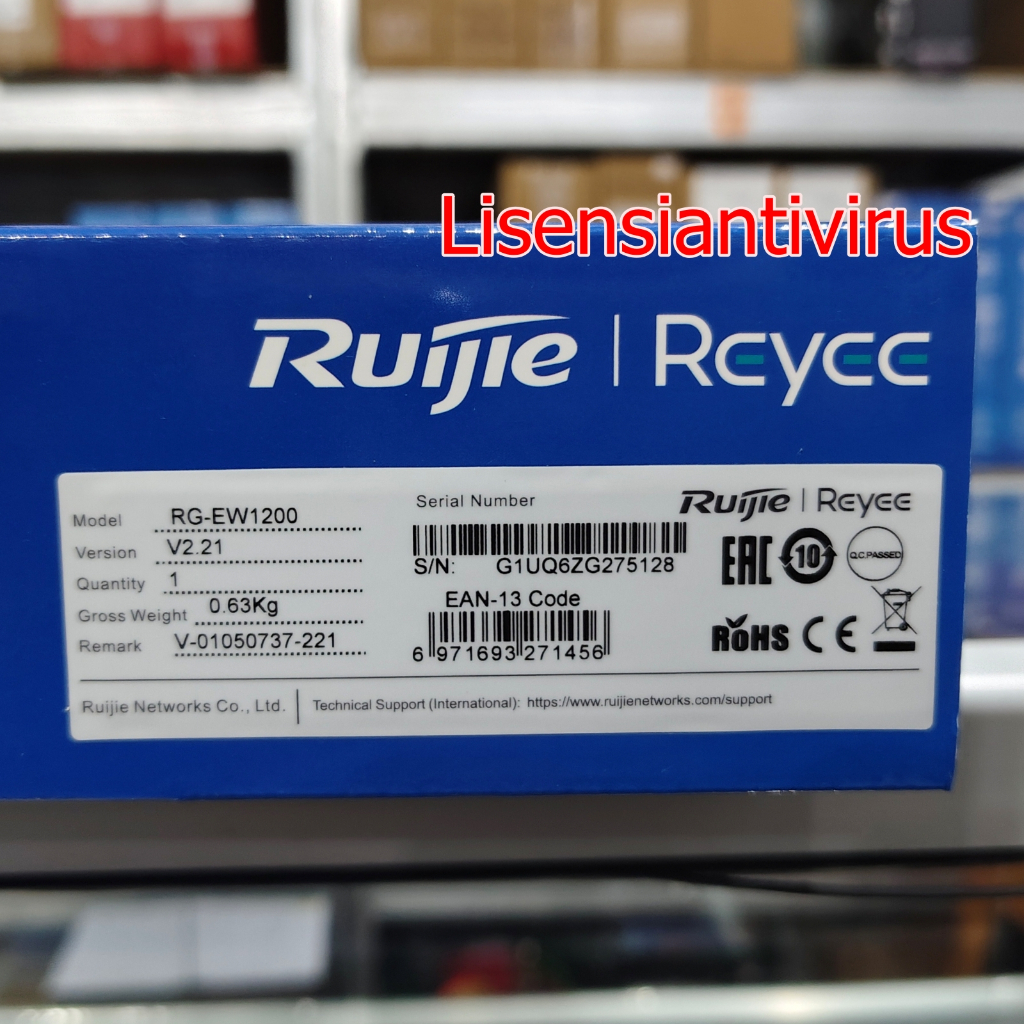 Lisensiantivirus
Ruijie | Reyee
Model RG-EW1200
Version V2.21
Quantity 1
Gross Weight 0.63Kg
Remark V-01050737-221
Serial Number
S/N: G1UQ6ZG275128
EAN-13 Code
6 971693 271456
Ruijie | Reyee
EAC 10 Q.C.PASSED
RoHS CE
Ruijie Networks Co., Ltd. | Technical Support (International): https://www.ruijienetworks.com/support